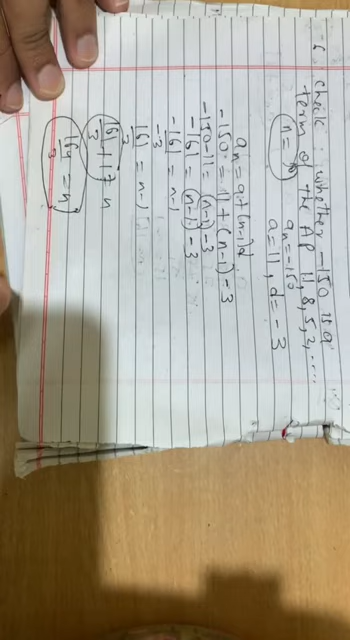 6. check whether -150 is a
term of the AP 11, 8, 5, 2, ...
n = ?
an = -150
a = 11, d = -3
an = a + (n-1)d
-150 = 11 + (n-1) -3
-150-11 = (n-1) -3
-161 = (n-1) -3
-161/-3 = n-1
161/3 = n-1
161/3 + 1 = n
164/3 = n